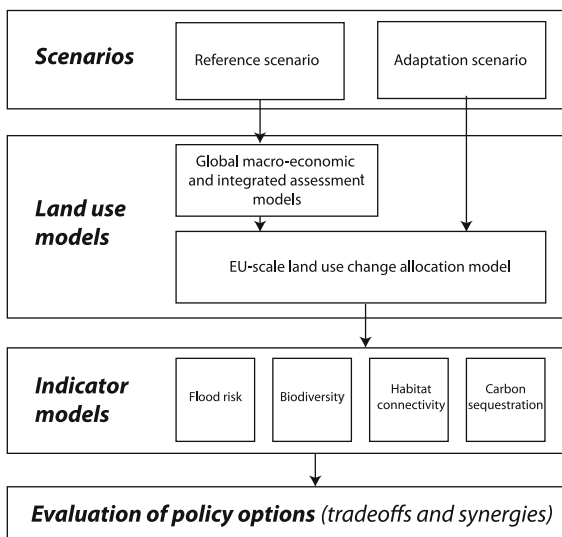 Scenarios
Reference scenario
Adaptation scenario
Land use
models
Global macro-economic
and integrated assessment
models
EU-scale land use change allocation model
Indicator
models
Flood risk
Biodiversity
Habitat
connectivity
Carbon
sequestration
Evaluation of policy options (tradeoffs and synergies)